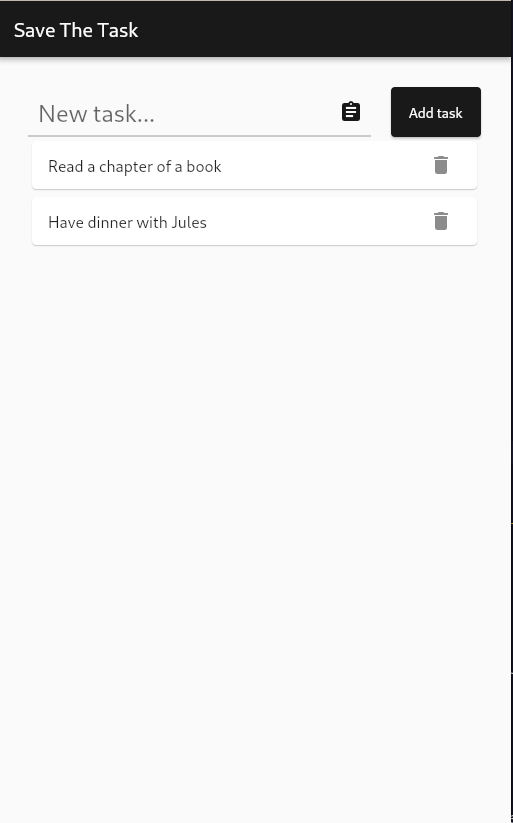 Save The Task
New task...
Add task
Read a chapter of a book
Have dinner with Jules